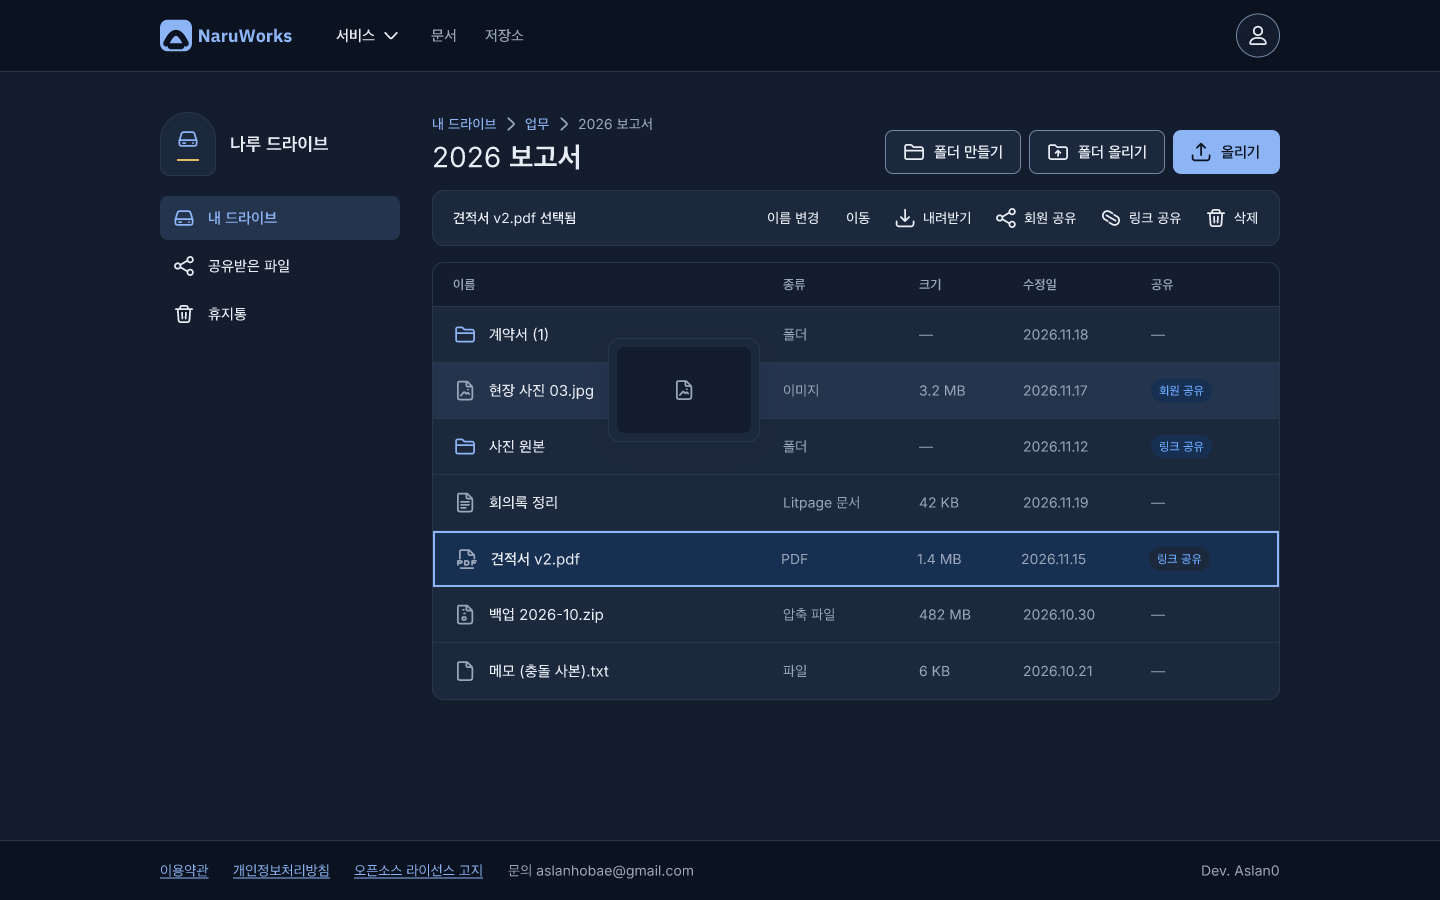 NaruWorks 서비스 문서 저장소
나루 드라이브
내 드라이브
공유받은 파일
휴지통
내 드라이브 > 업무 > 2026 보고서
2026 보고서
폴더 만들기 폴더 올리기 올리기
견적서 v2.pdf 선택됨 이름 변경 이동 내려받기 회원 공유 링크 공유 삭제
이름 종류 크기 수정일 공유
계약서 (1) 폴더 — 2026.11.18 —
현장 사진 03.jpg 이미지 3.2 MB 2026.11.17 회원 공유
사진 원본 폴더 — 2026.11.12 링크 공유
회의록 정리 Litpage 문서 42 KB 2026.11.19 —
PDF 견적서 v2.pdf PDF 1.4 MB 2026.11.15 링크 공유
백업 2026-10.zip 압축 파일 482 MB 2026.10.30 —
메모 (충돌 사본).txt 파일 6 KB 2026.10.21 —
이용약관 개인정보처리방침 오픈소스 라이선스 고지 문의 aslanhobae@gmail.com Dev. Aslan0